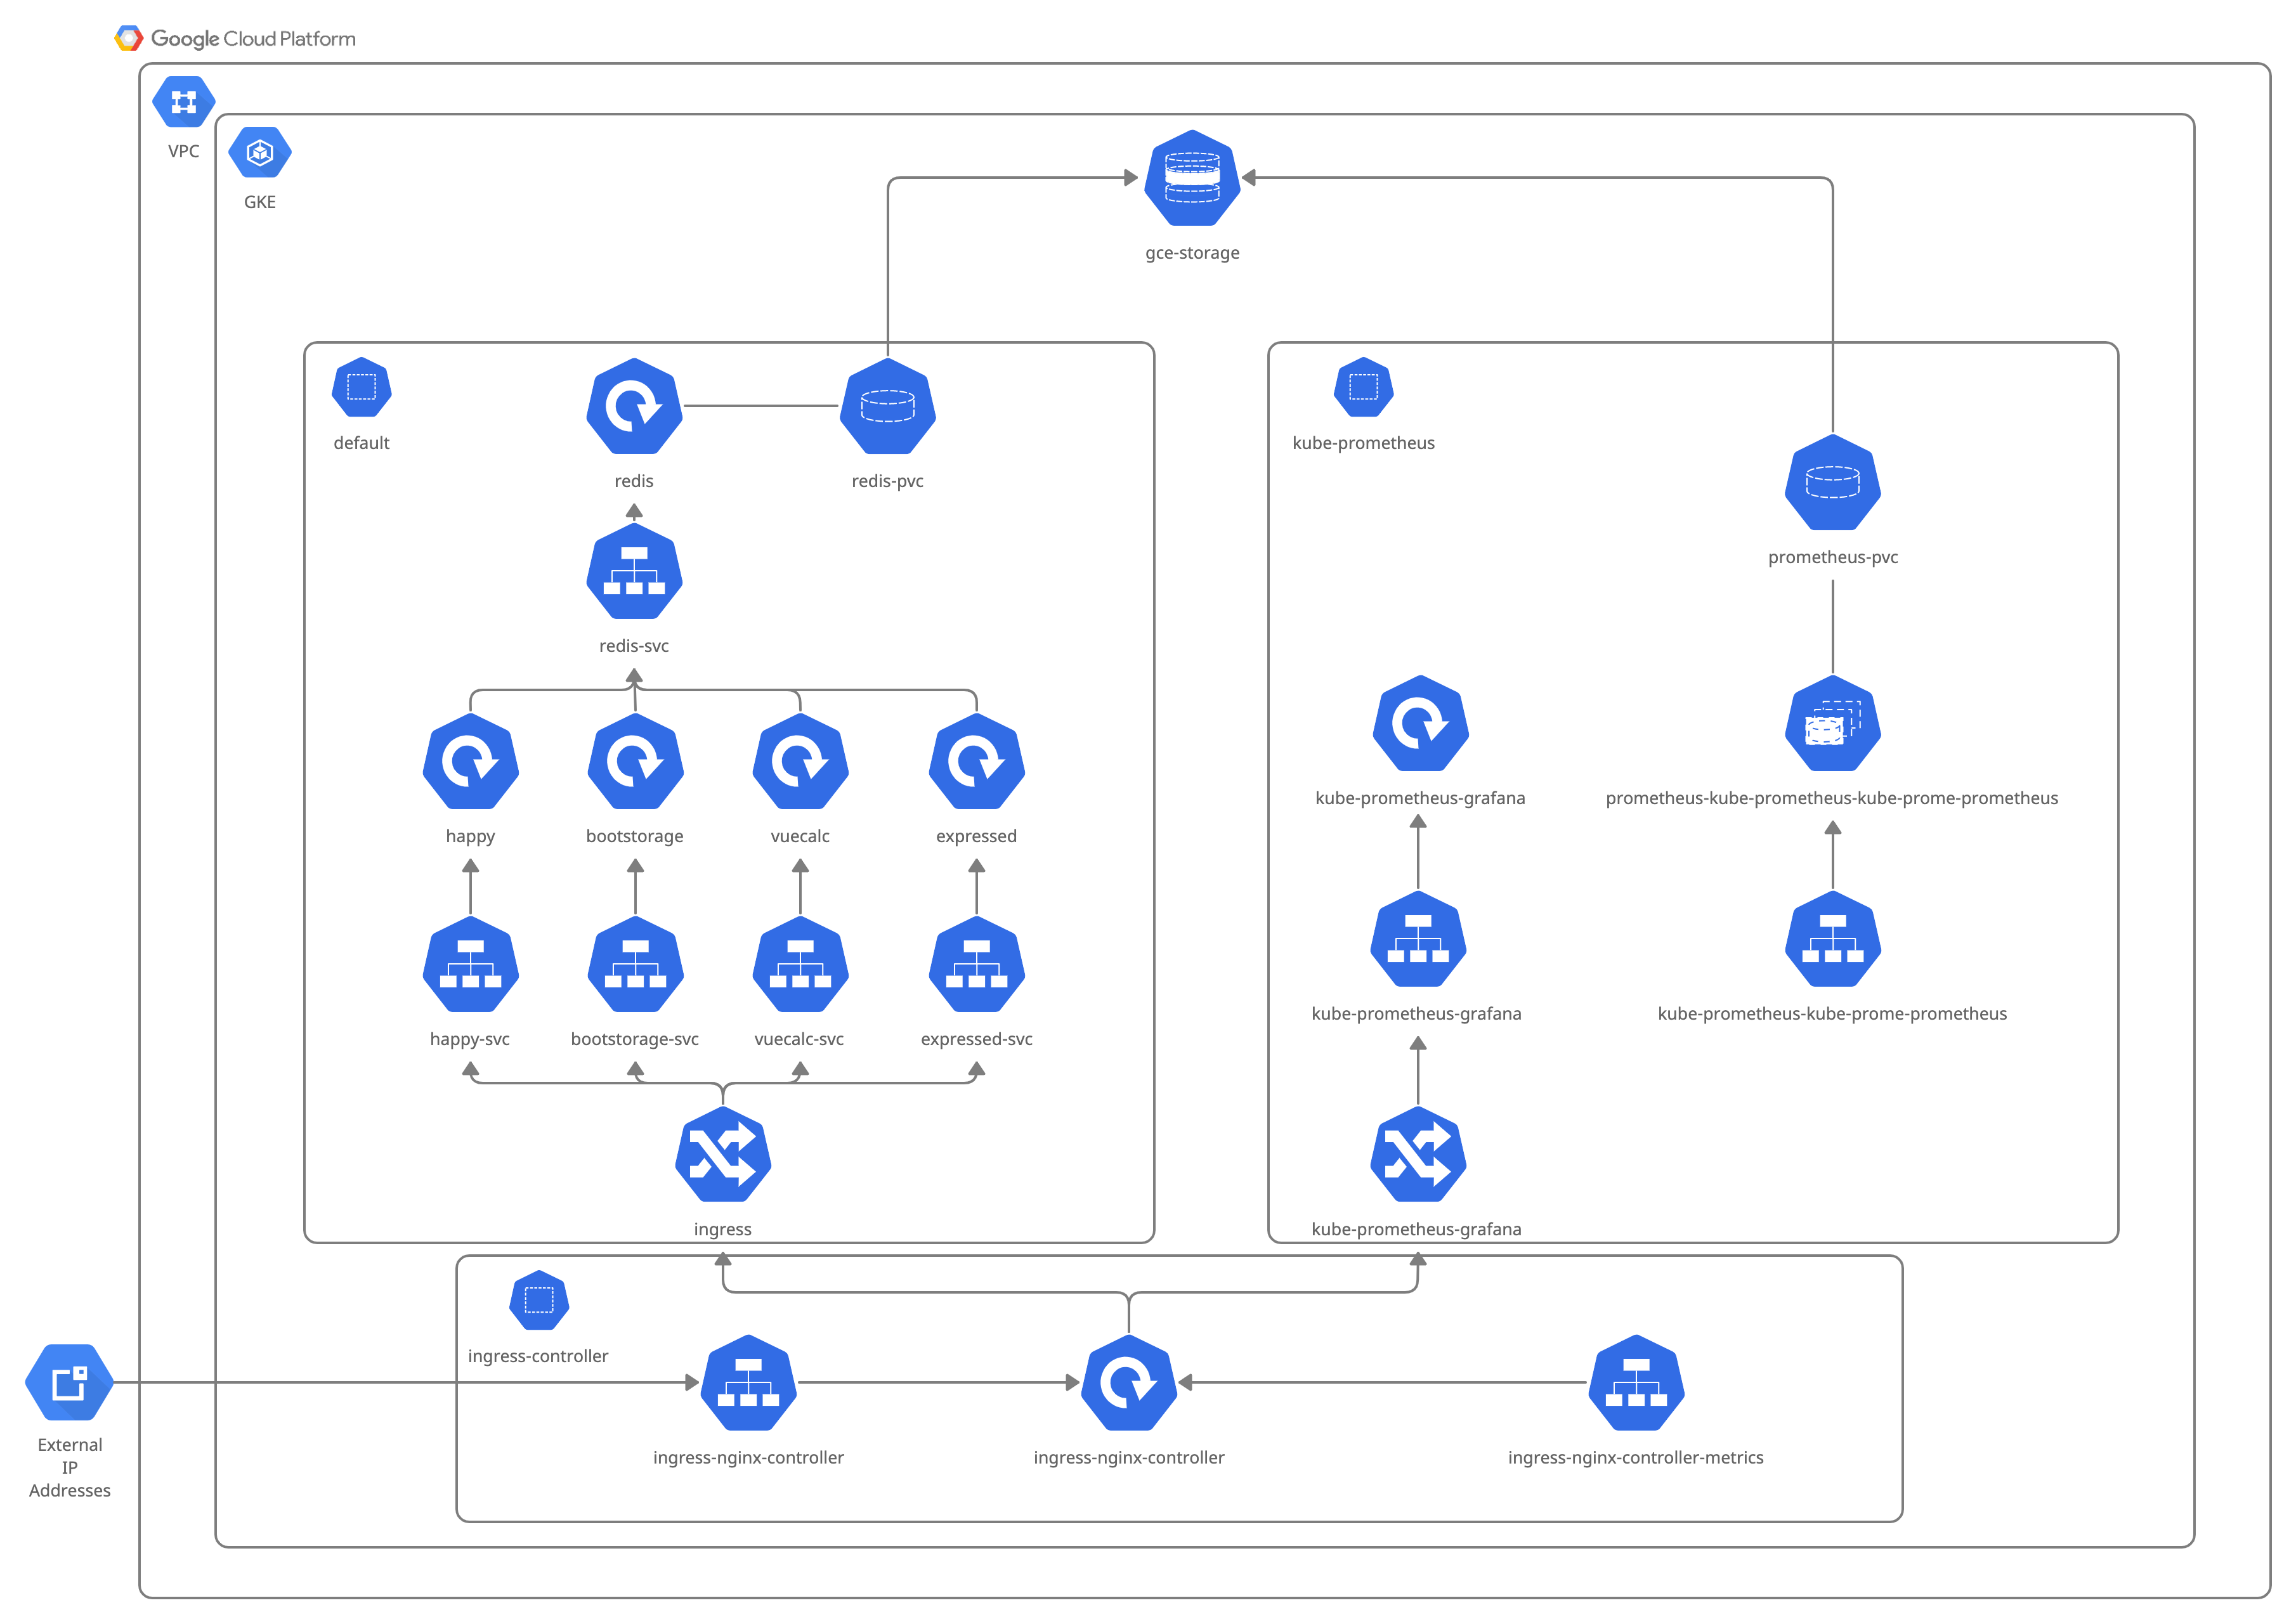 Google Cloud Platform
VPC
GKE
gce-storage
default
redis
redis-pvc
kube-prometheus
prometheus-pvc
redis-svc
happy
bootstorage
vuecalc
expressed
kube-prometheus-grafana
prometheus-kube-prometheus-kube-prome-prometheus
happy-svc
bootstorage-svc
vuecalc-svc
expressed-svc
kube-prometheus-grafana
kube-prometheus-kube-prome-prometheus
ingress
kube-prometheus-grafana
ingress-controller
External
IP
Addresses
ingress-nginx-controller
ingress-nginx-controller
ingress-nginx-controller-metrics